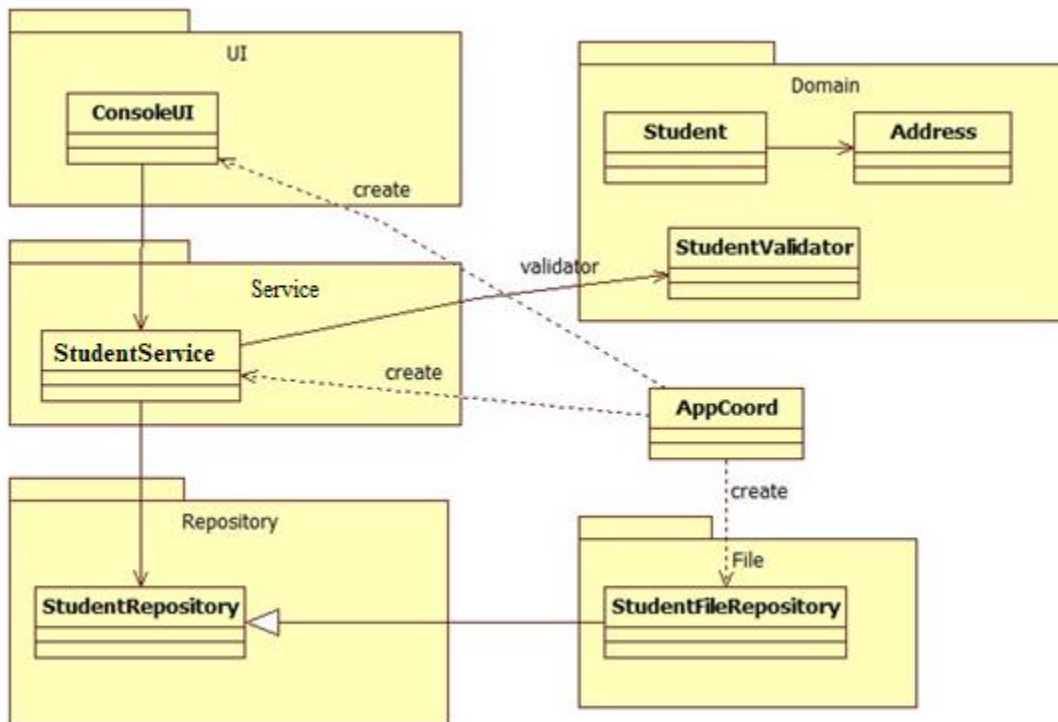 UI
ConsoleUI
Domain
Student
Address
create
StudentValidator
validator
Service
StudentService
create
AppCoord
create
Repository
File
StudentRepository
StudentFileRepository